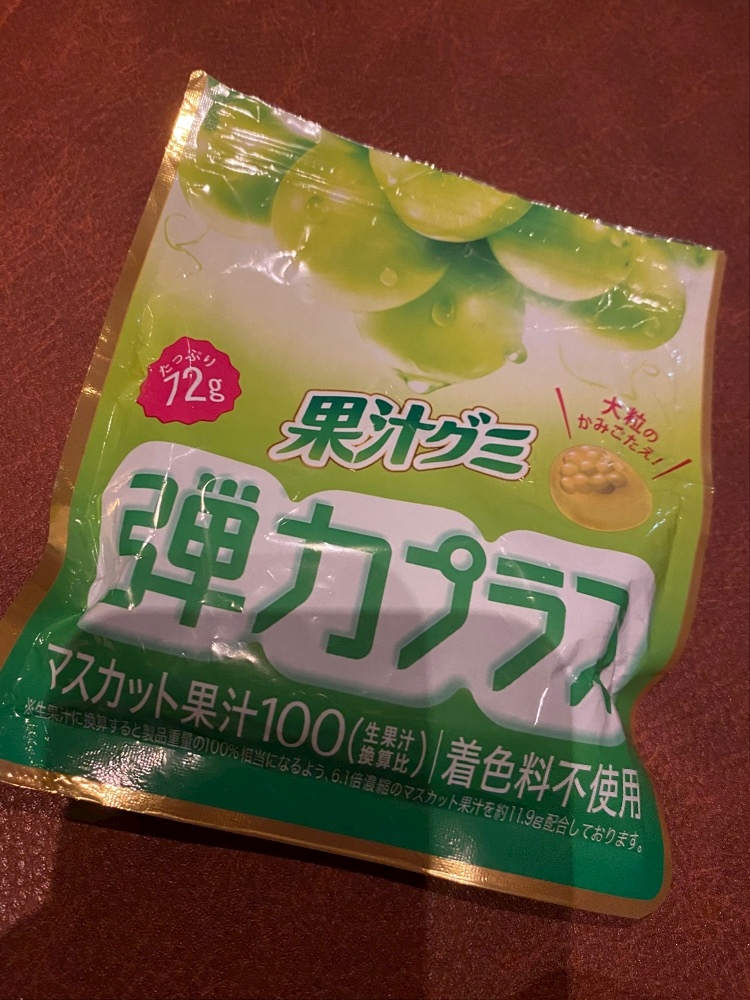 たっぷり
72g
果汁グミ
大粒の
かみごたえ!
弾力プラス
マスカット果汁100(生果汁換算比)|着色料不使用
※生果汁に換算すると製品重量の100%相当になるよう、6.1倍濃縮のマスカット果汁を約11.9g配合しております。